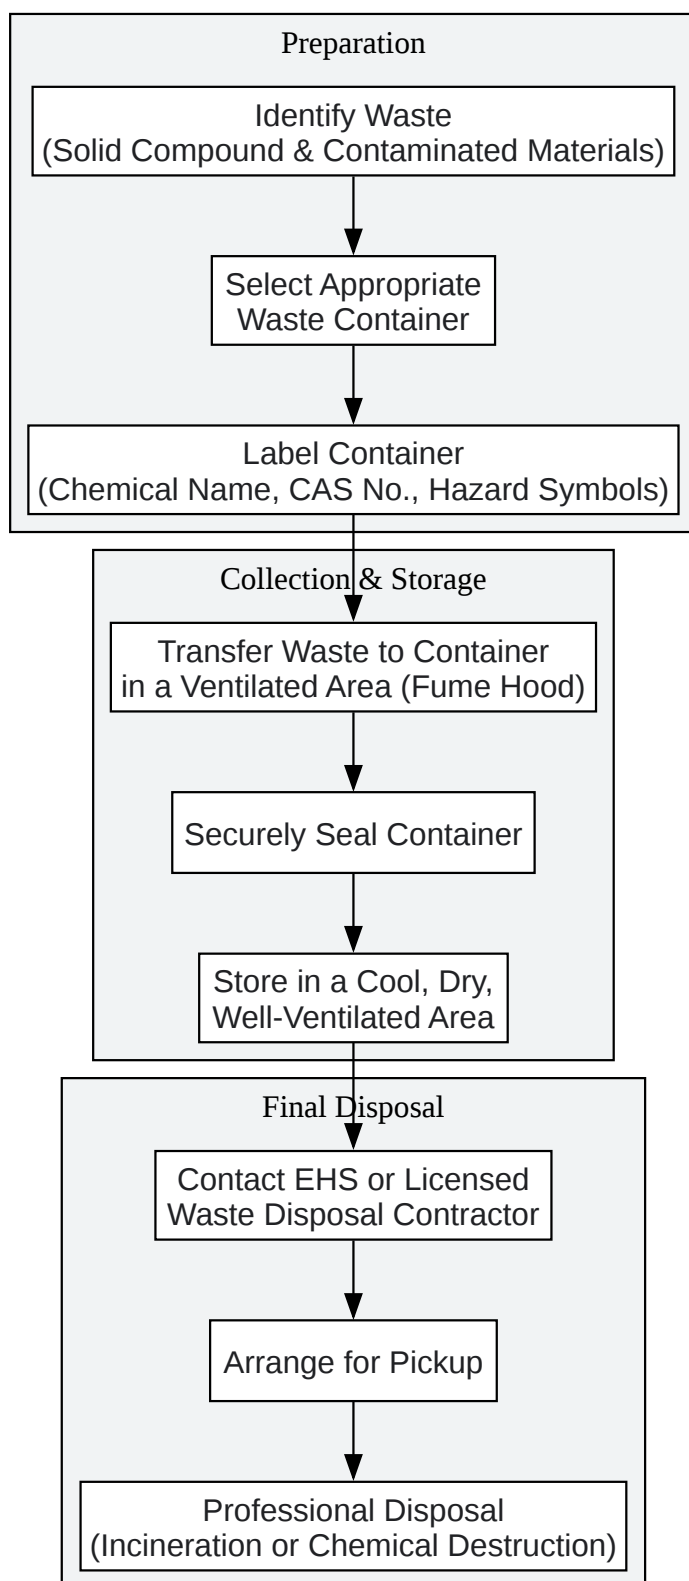 Preparation
Identify Waste
(Solid Compound & Contaminated Materials)
Select Appropriate
Waste Container
Label Container
(Chemical Name, CAS No., Hazard Symbols)
Collection & Storage
Transfer Waste to Container
in a Ventilated Area (Fume Hood)
Securely Seal Container
Store in a Cool, Dry,
Well-Ventilated Area
Final Disposal
Contact EHS or Licensed
Waste Disposal Contractor
Arrange for Pickup
Professional Disposal
(Incineration or Chemical Destruction)